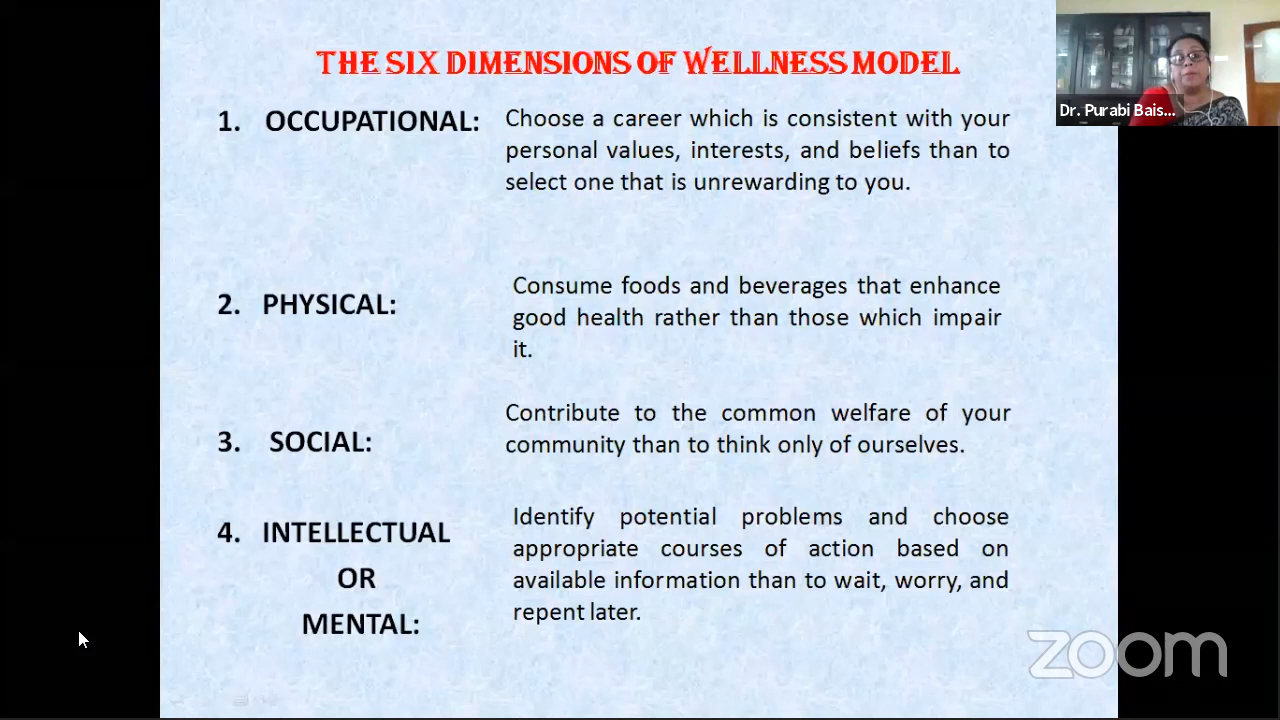 THE SIX DIMENSIONS OF WELLNESS MODEL
Dr. Purabi Bais...
1. OCCUPATIONAL:
Choose a career which is consistent with your
personal values, interests, and beliefs than to
select one that is unrewarding to you.
2. PHYSICAL:
Consume foods and beverages that enhance
good health rather than those which impair
it.
3. SOCIAL:
Contribute to the common welfare of your
community than to think only of ourselves.
4. INTELLECTUAL
OR
MENTAL:
Identify potential problems and choose
appropriate courses of action based on
available information than to wait, worry, and
repent later.
zoom